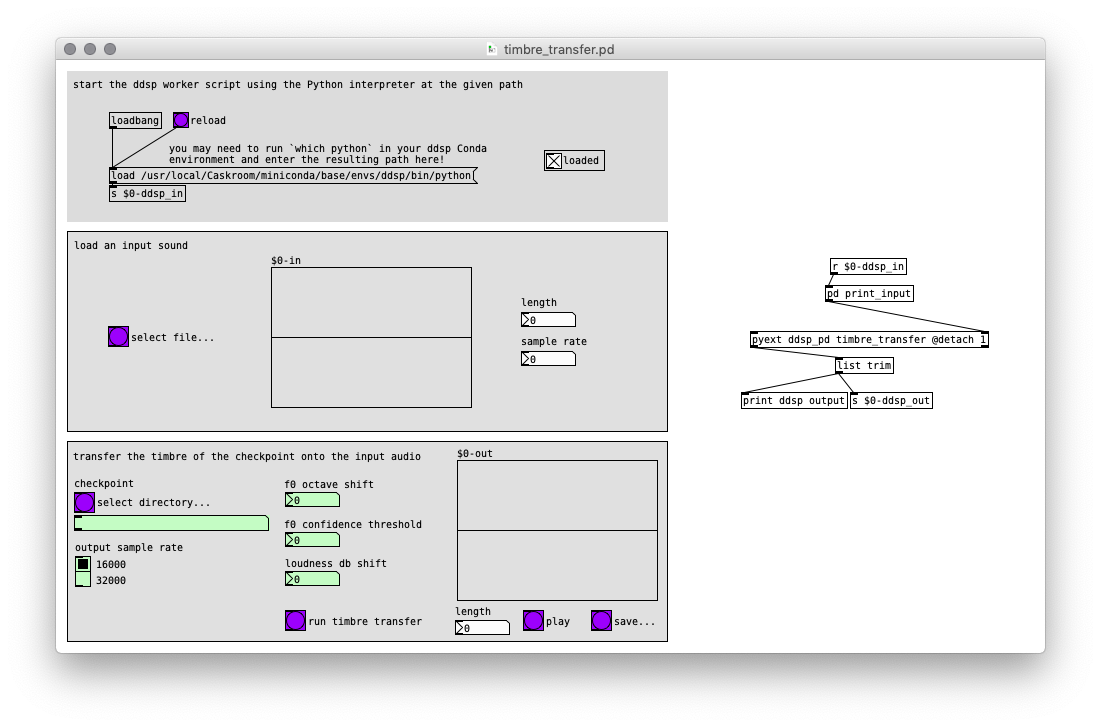 timbre_transfer.pd
start the ddsp worker script using the Python interpreter at the given path
loadbang
reload
you may need to run `which python` in your ddsp Conda
environment and enter the resulting path here!
load /usr/local/Caskroom/miniconda/base/envs/ddsp/bin/python
s $0-ddsp_in
loaded
load an input sound
$0-in
select file...
length
0
sample rate
0
r $0-ddsp_in
pd print_input
pyext ddsp_pd timbre_transfer @detach 1
list trim
print ddsp output
s $0-ddsp_out
transfer the timbre of the checkpoint onto the input audio
checkpoint
select directory...
output sample rate
16000
32000
f0 octave shift
0
f0 confidence threshold
0
loudness db shift
0
run timbre transfer
$0-out
length
0
play
save...